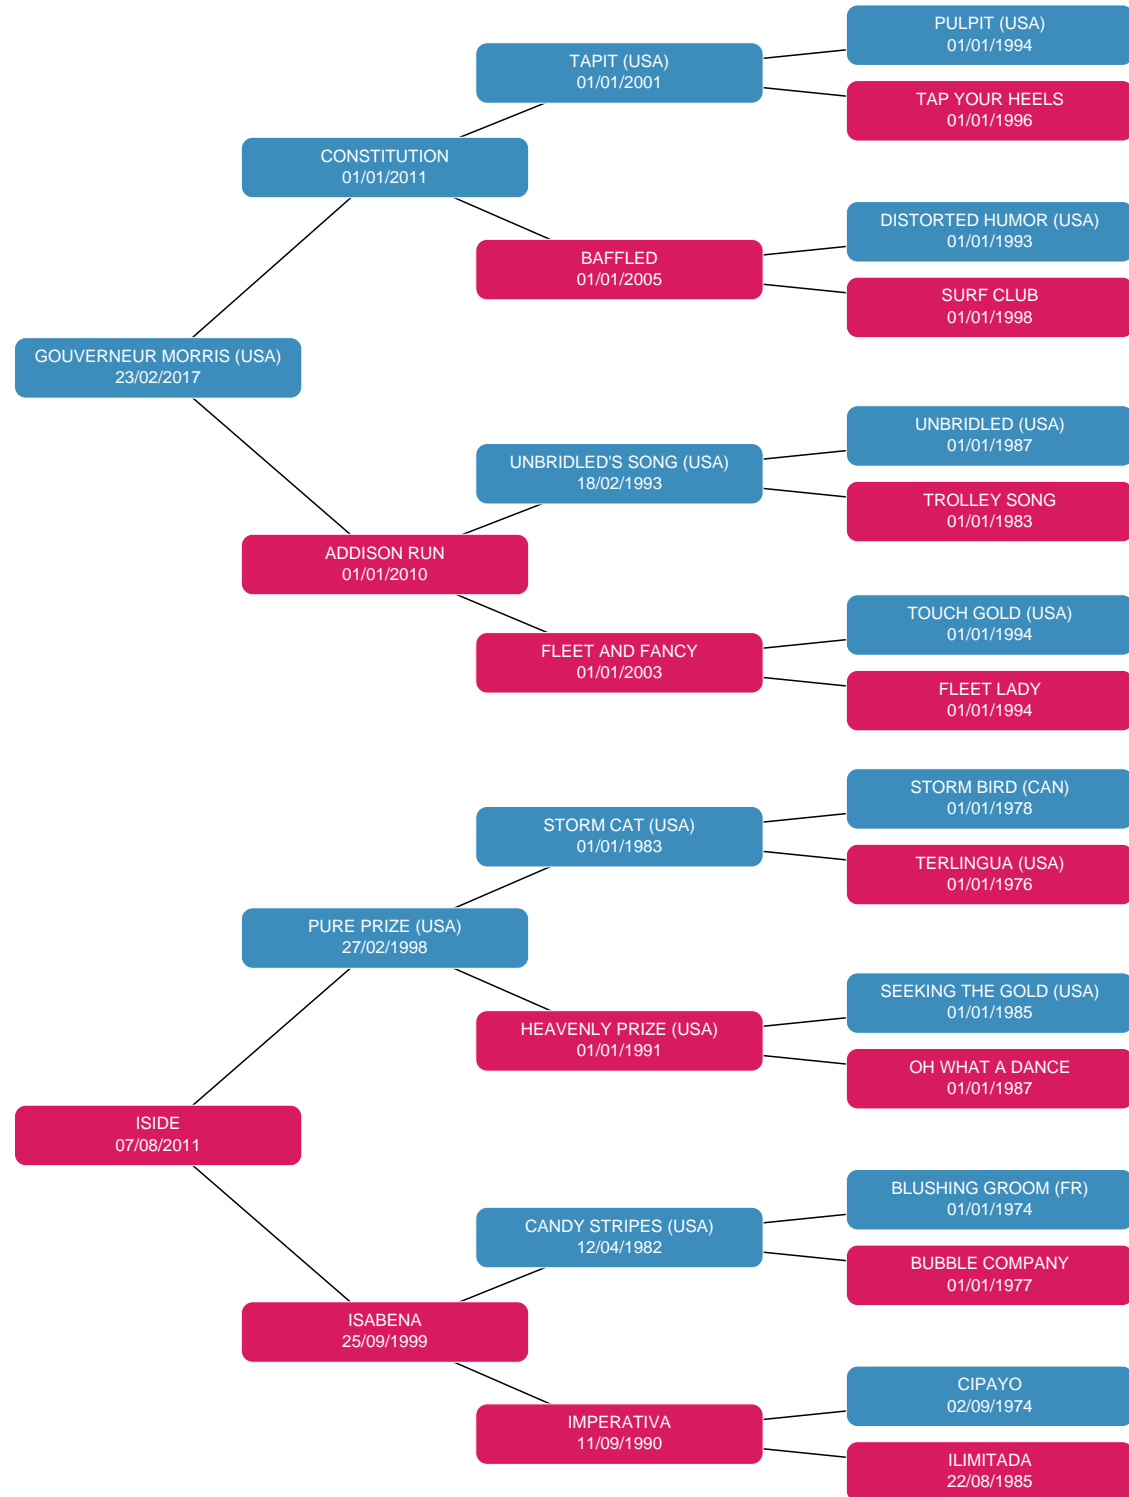 PULPIT (USA)
01/01/1994
TAPIT (USA)
01/01/2001
TAP YOUR HEELS
01/01/1996
CONSTITUTION
01/01/2011
DISTORTED HUMOR (USA)
01/01/1993
BAFFLED
01/01/2005
SURF CLUB
01/01/1998
GOUVERNEUR MORRIS (USA)
23/02/2017
UNBRIDLED (USA)
01/01/1987
UNBRIDLED'S SONG (USA)
18/02/1993
TROLLEY SONG
01/01/1983
ADDISON RUN
01/01/2010
TOUCH GOLD (USA)
01/01/1994
FLEET AND FANCY
01/01/2003
FLEET LADY
01/01/1994
STORM BIRD (CAN)
01/01/1978
STORM CAT (USA)
01/01/1983
TERLINGUA (USA)
01/01/1976
PURE PRIZE (USA)
27/02/1998
SEEKING THE GOLD (USA)
01/01/1985
HEAVENLY PRIZE (USA)
01/01/1991
OH WHAT A DANCE
01/01/1987
ISIDE
07/08/2011
BLUSHING GROOM (FR)
01/01/1974
CANDY STRIPES (USA)
12/04/1982
BUBBLE COMPANY
01/01/1977
ISABENA
25/09/1999
CIPAYO
02/09/1974
IMPERATIVA
11/09/1990
ILIMITADA
22/08/1985